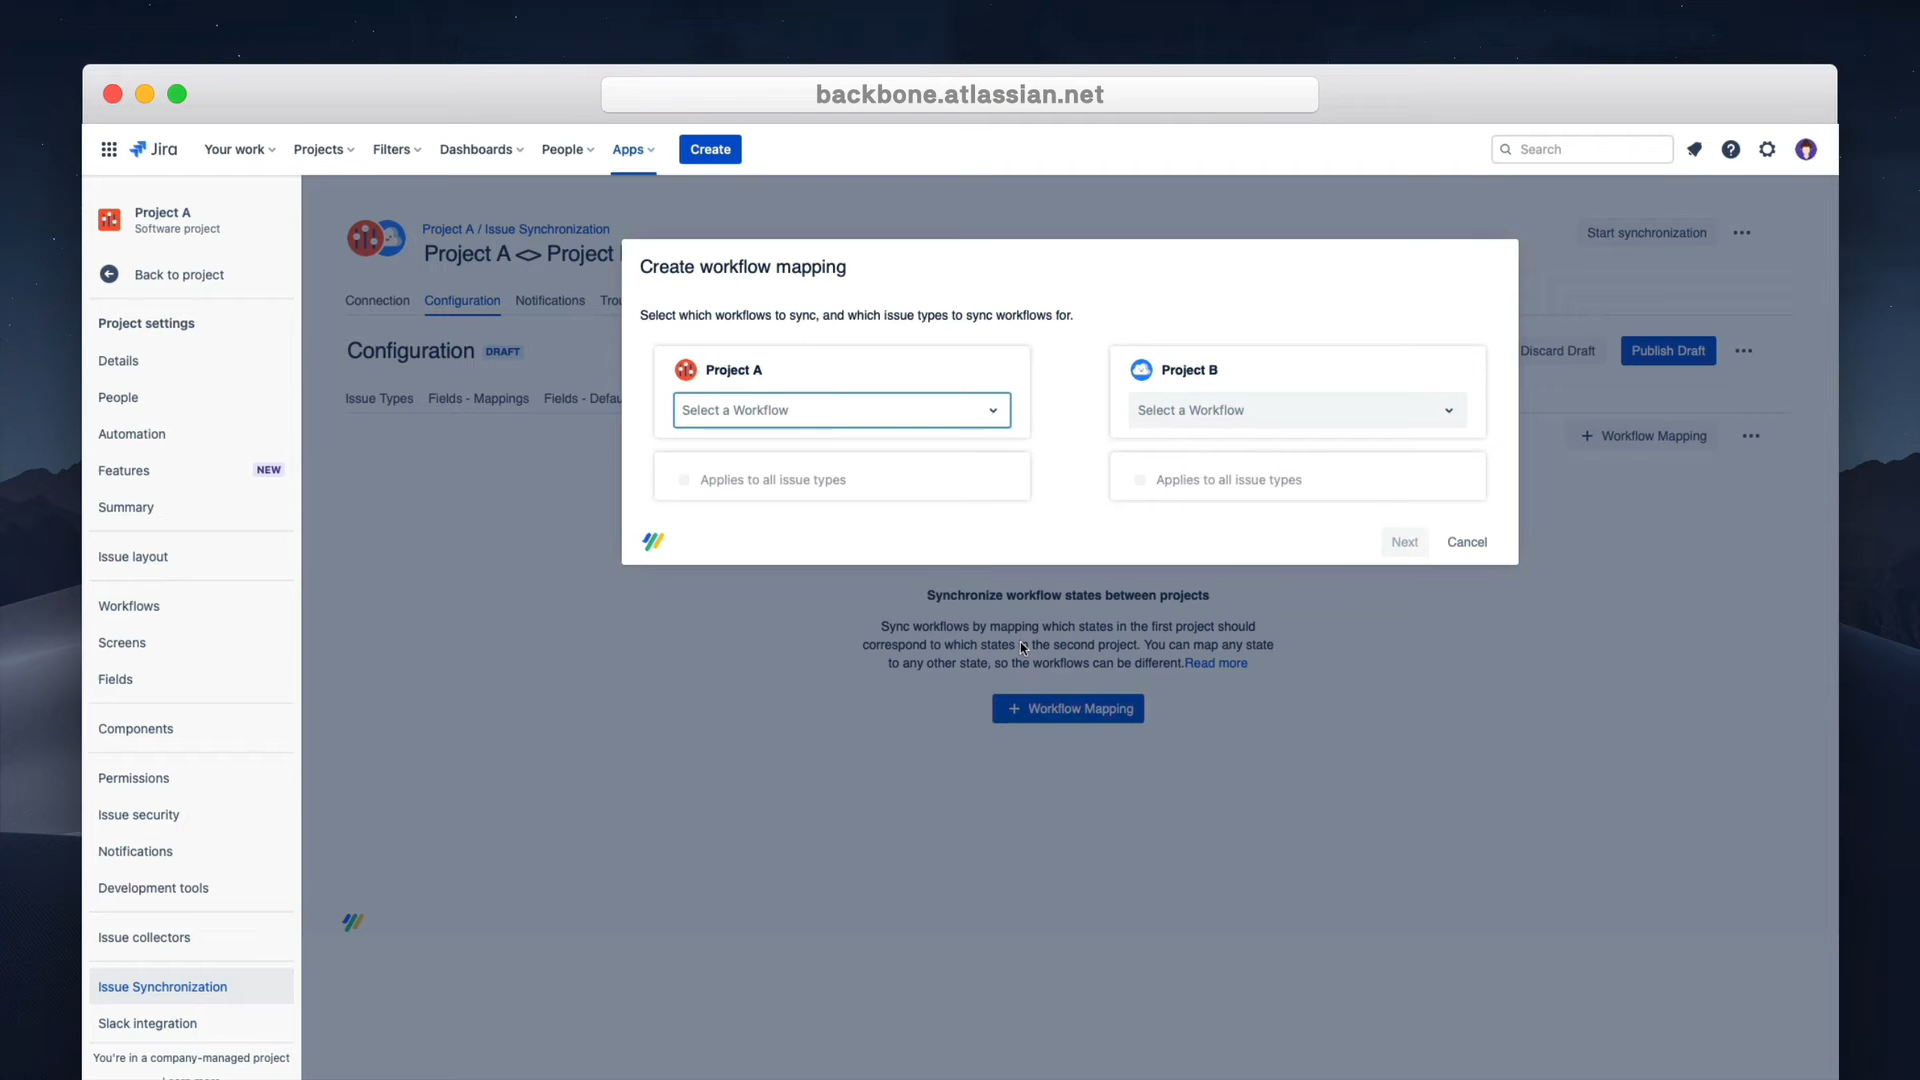 backbone.atlassian.net
Jira
Your work
Projects
Filters
Dashboards
People
Apps
Create
Search
Project A
Software project
Back to project
Project settings
Details
People
Automation
Features NEW
Summary
Issue layout
Workflows
Screens
Fields
Components
Permissions
Issue security
Notifications
Development tools
Issue collectors
Issue Synchronization
Slack integration
You're in a company-managed project
Project A / Issue Synchronization
Project A <> Project
Start synchronization
Connection
Configuration
Notifications
Configuration DRAFT
Discard Draft
Publish Draft
Issue Types
Fields - Mappings
Fields -
+ Workflow Mapping
Create workflow mapping
Select which workflows to sync, and which issue types to sync workflows for.
Project A
Select a Workflow
Applies to all issue types
Project B
Select a Workflow
Applies to all issue types
Next
Cancel
Synchronize workflow states between projects
Sync workflows by mapping which states in the first project should
correspond to which states in the second project. You can map any state
to any other state, so the workflows can be different.Read more
+ Workflow Mapping